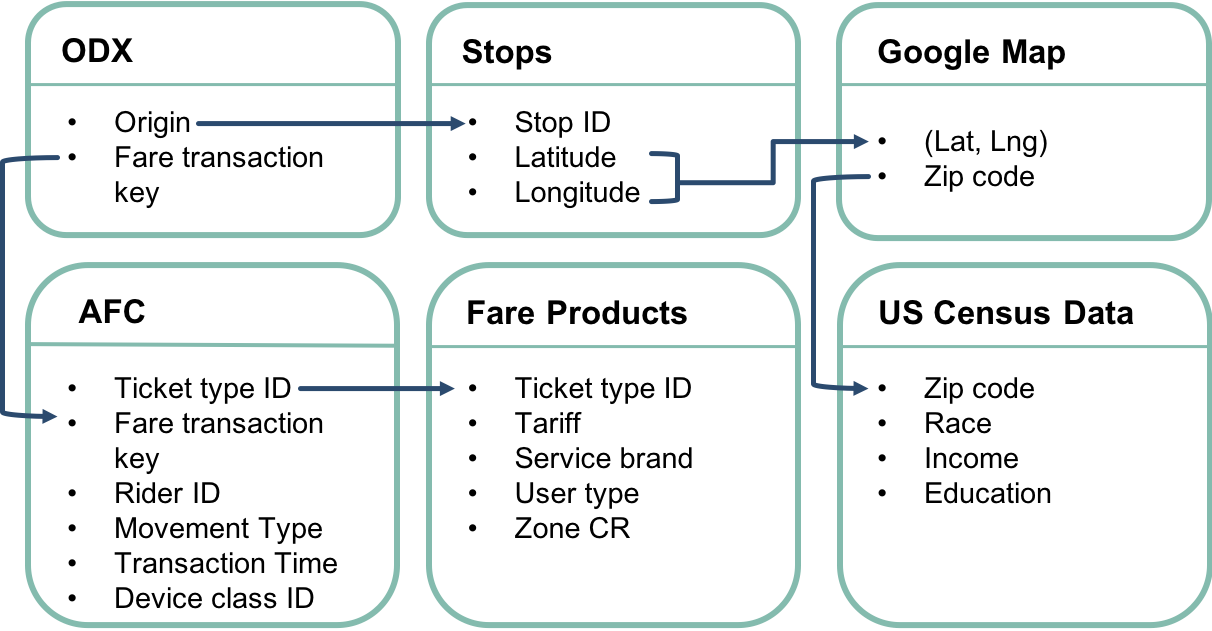 ODX
• Origin
• Fare transaction
key
Stops
• Stop ID
• Latitude
• Longitude
Google Map
• (Lat, Lng)
• Zip code
AFC
• Ticket type ID
• Fare transaction
key
• Rider ID
• Movement Type
• Transaction Time
• Device class ID
Fare Products
• Ticket type ID
• Tariff
• Service brand
• User type
• Zone CR
US Census Data
• Zip code
• Race
• Income
• Education